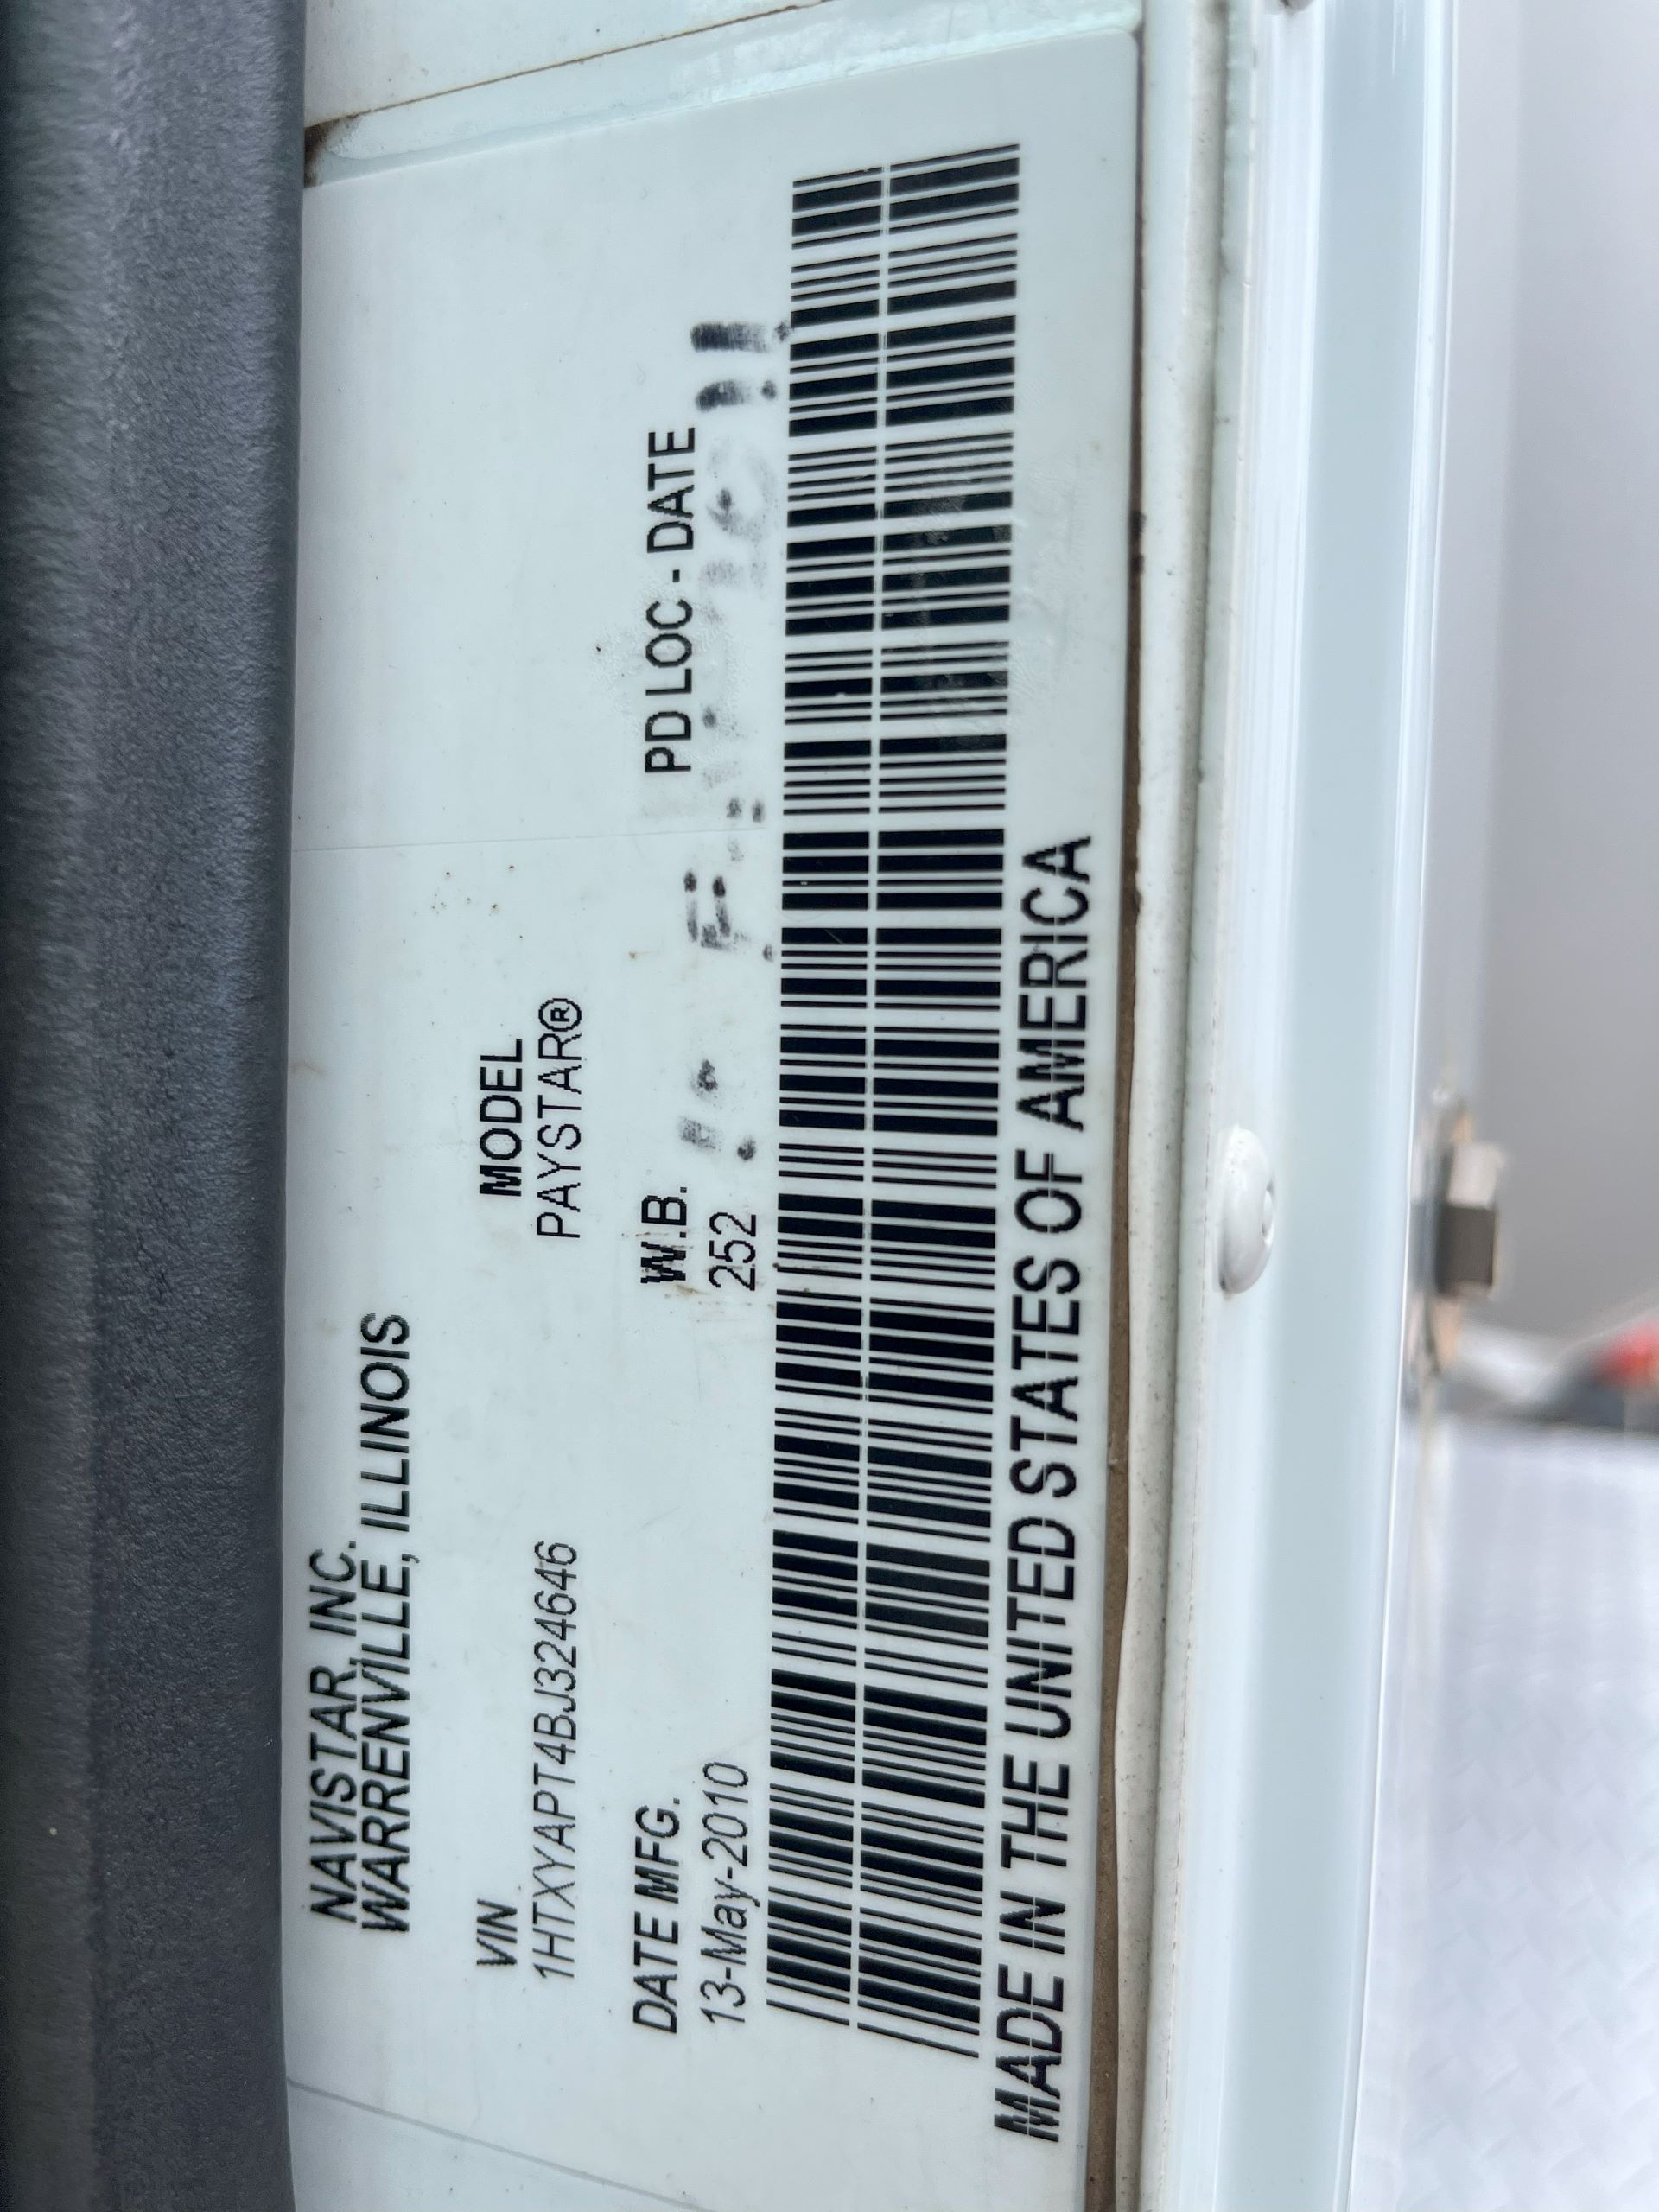 NAVISTAR, INC.
WARRENVILLE, ILLINOIS
VIN MODEL
1HTXYAPT4BJ324646 PAYSTAR®
DATE MFG. W.B. PD LOC - DATE
13-May-2010 252
MADE IN THE UNITED STATES OF AMERICA